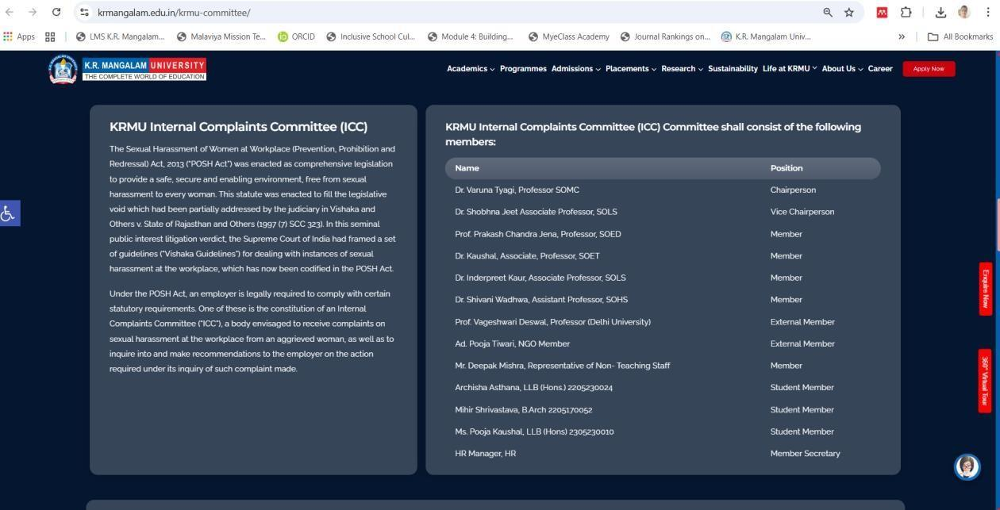 krmangalam.edu.in/krmu-committee/
Apps
LMS K.R. Mangalam...
Malaviya Mission Te...
ORCID
Inclusive School Cul...
Module 4: Building...
MyeClass Academy
Journal Rankings on...
K.R. Mangalam Univ...
»
All Bookmarks
K.R. MANGALAM UNIVERSITY
THE COMPLETE WORLD OF EDUCATION
Academics
Programmes
Admissions
Placements
Research
Sustainability
Life at KRMU
About Us
Career
Apply Now
KRMU Internal Complaints Committee (ICC)
The Sexual Harassment of Women at Workplace (Prevention, Prohibition and
Redressal) Act, 2013 ("POSH Act") was enacted as comprehensive legislation
to provide a safe, secure and enabling environment, free from sexual
harassment to every woman. This statute was enacted to fill the legislative
void which had been partially addressed by the judiciary in Vishaka and
Others v. State of Rajasthan and Others (1997 (7) SCC 323). In this seminal
public interest litigation verdict, the Supreme Court of India had framed a set
of guidelines ("Vishaka Guidelines") for dealing with instances of sexual
harassment at the workplace, which has now been codified in the POSH Act.
Under the POSH Act, an employer is legally required to comply with certain
statutory requirements. One of these is the constitution of an Internal
Complaints Committee ("ICC"), a body envisaged to receive complaints on
sexual harassment at the workplace from an aggrieved woman, as well as to
inquire into and make recommendations to the employer on the action
required under its inquiry of such complaint made.
KRMU Internal Complaints Committee (ICC) Committee shall consist of the following
members:
Name Position
Dr. Varuna Tyagi, Professor SOMC Chairperson
Dr. Shobhna Jeet Associate Professor, SOLS Vice Chairperson
Prof. Prakash Chandra Jena, Professor, SOED Member
Dr. Kaushal, Associate, Professor, SOET Member
Dr. Inderpreet Kaur, Associate Professor, SOLS Member
Dr. Shivani Wadhwa, Assistant Professor, SOHS Member
Prof. Vageshwari Deswal, Professor (Delhi University) External Member
Ad. Pooja Tiwari, NGO Member External Member
Mr. Deepak Mishra, Representative of Non- Teaching Staff Member
Archisha Asthana, LLB (Hons.) 2205230024 Student Member
Mihir Shrivastava, B.Arch 2205170052 Student Member
Ms. Pooja Kaushal, LLB (Hons) 2305230010 Student Member
HR Manager, HR Member Secretary
Enquire Now
360° Virtual Tour